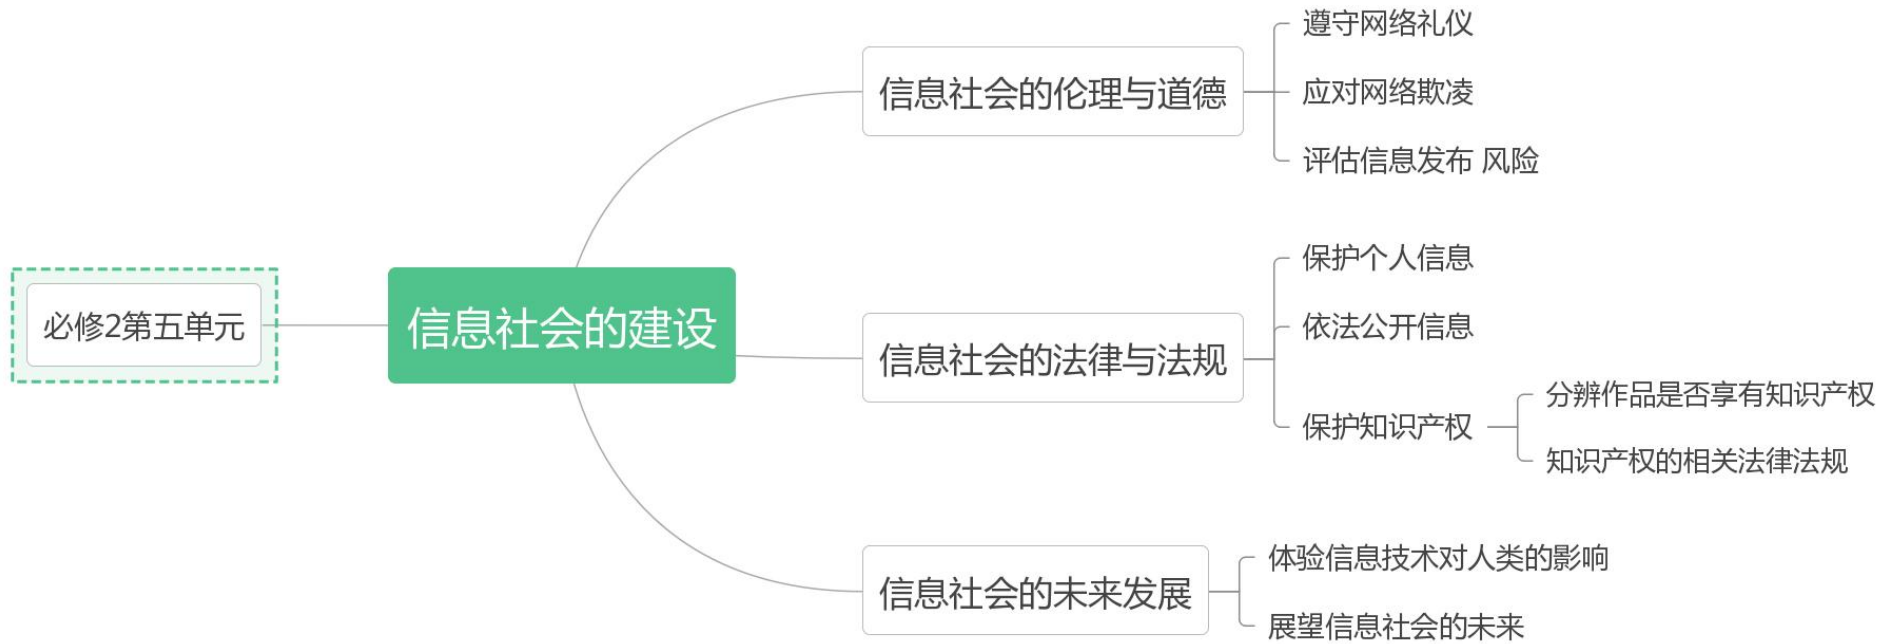 必修2第五单元
信息社会的建设
信息社会的伦理与道德
遵守网络礼仪
应对网络欺凌
评估信息发布 风险
信息社会的法律与法规
保护个人信息
依法公开信息
保护知识产权
分辨作品是否享有知识产权
知识产权的相关法律法规
信息社会的未来发展
体验信息技术对人类的影响
展望信息社会的未来